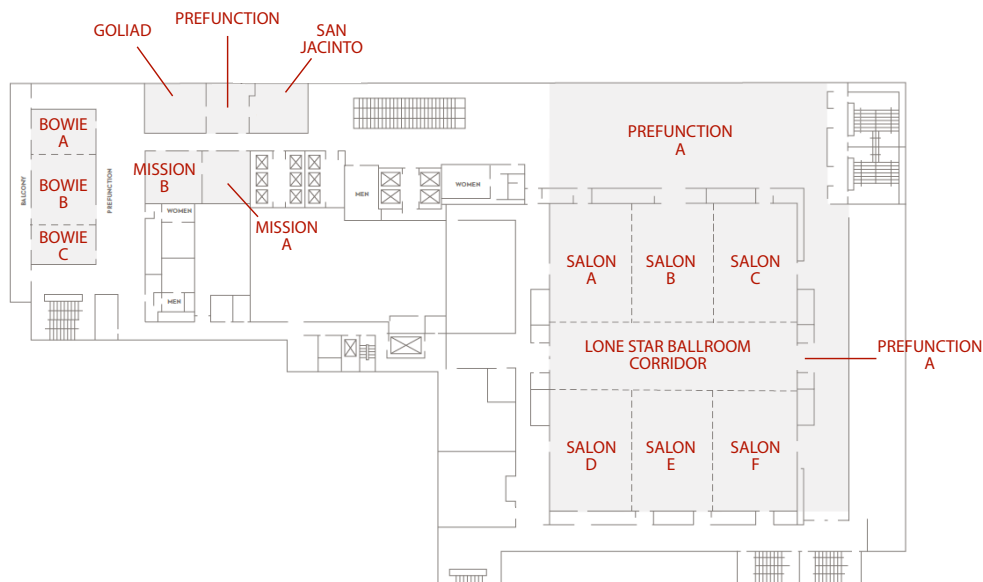 PREFUNCTION
GOLIAD
SAN
JACINTO
BOWIE
A
BOWIE
B
BOWIE
C
BALCONY
PREFUNCTION
MISSION
B
MISSION
A
WOMEN
MEN
MEN
WOMEN
PREFUNCTION
A
SALON
A
SALON
B
SALON
C
LONE STAR BALLROOM
CORRIDOR
PREFUNCTION
A
SALON
D
SALON
E
SALON
F